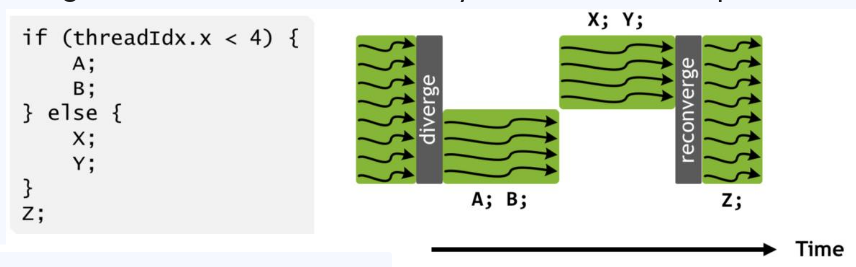 if (threadIdx.x < 4) {
    A;
    B;
} else {
    X;
    Y;
}
Z;
X; Y;
diverge
reconverge
A; B;
Z;
Time